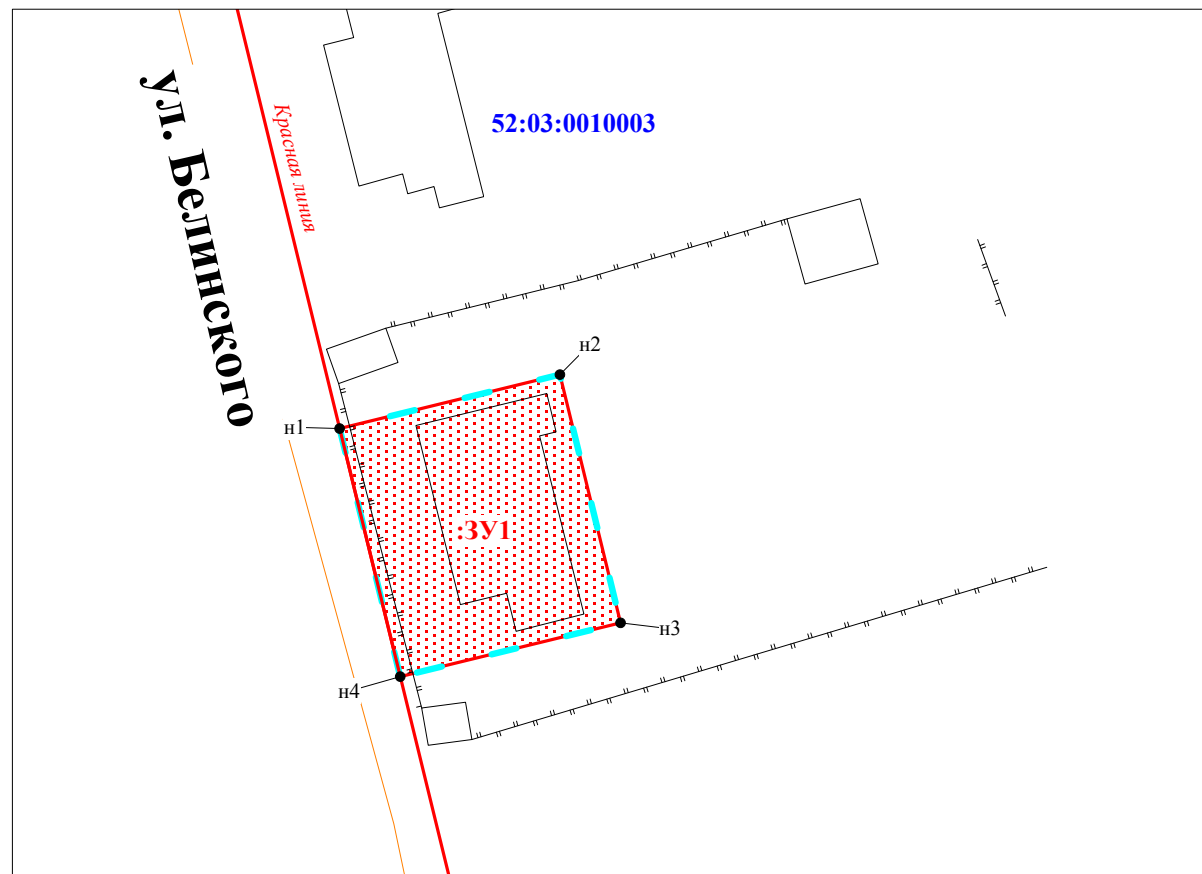 ул. Белинского
Красная линия
52:03:0010003
н2
н1
:ЗУ1
н3
н4